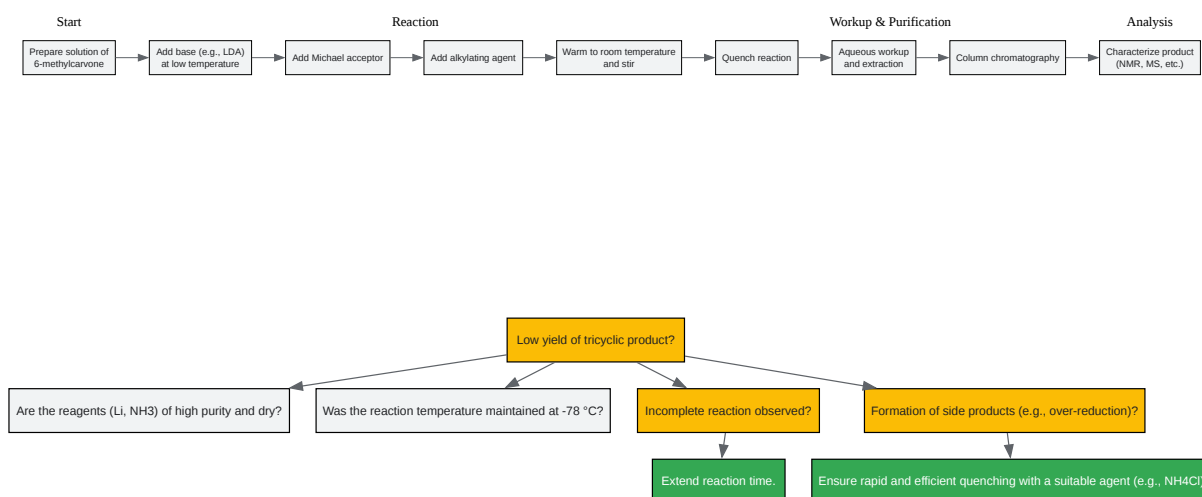 Start
Reaction
Workup & Purification
Analysis
Prepare solution of
6-methylcarvone
Add base (e.g., LDA)
at low temperature
Add Michael acceptor
Add alkylating agent
Warm to room temperature
and stir
Quench reaction
Aqueous workup
and extraction
Column chromatography
Characterize product
(NMR, MS, etc.)
Low yield of tricyclic product?
Are the reagents (Li, NH3) of high purity and dry?
Was the reaction temperature maintained at -78 °C?
Incomplete reaction observed?
Formation of side products (e.g., over-reduction)?
Extend reaction time.
Ensure rapid and efficient quenching with a suitable agent (e.g., NH4Cl)